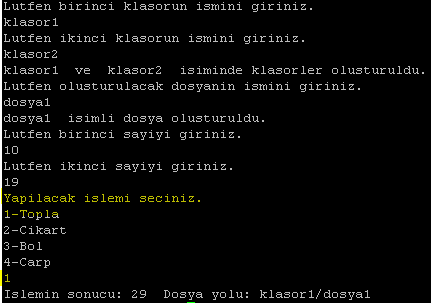 Lutfen birinci klasorun ismini giriniz.
klasor1
Lutfen ikinci klasorun ismini giriniz.
klasor2
klasor1  ve  klasor2  isiminde klasorler olusturuldu.
Lutfen olusturulacak dosyanin ismini giriniz.
dosya1
dosya1  isimli dosya olusturuldu.
Lutfen birinci sayiyi giriniz.
10
Lutfen ikinci sayiyi giriniz.
19
Yapilacak islemi seciniz.
1-Topla
2-Cikart
3-Bol
4-Carp
1
Islemin sonucu: 29  Dosya yolu: klasor1/dosya1